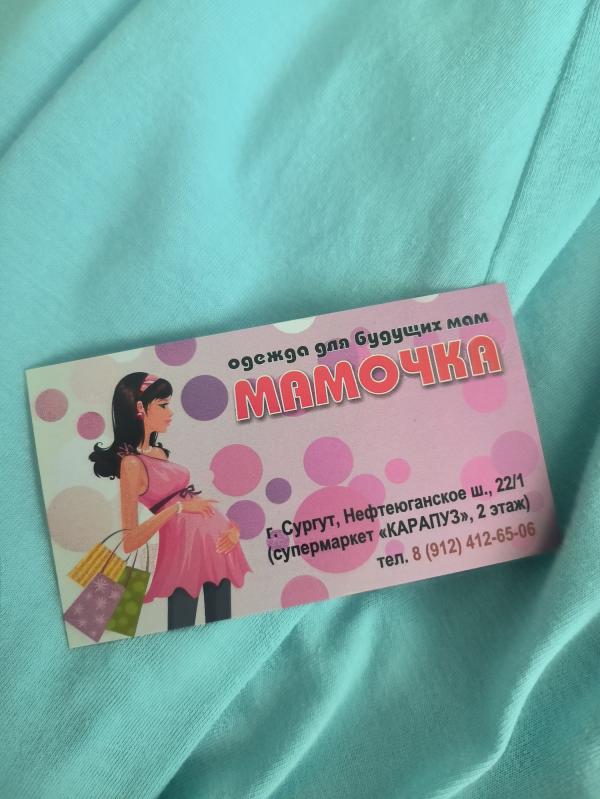 одежда для будущих мам
МАМОЧКА
г. Сургут, Нефтеюганское ш., 22/1
(супермаркет «КАРАПУЗ», 2 этаж)
тел. 8 (912) 412-65-06